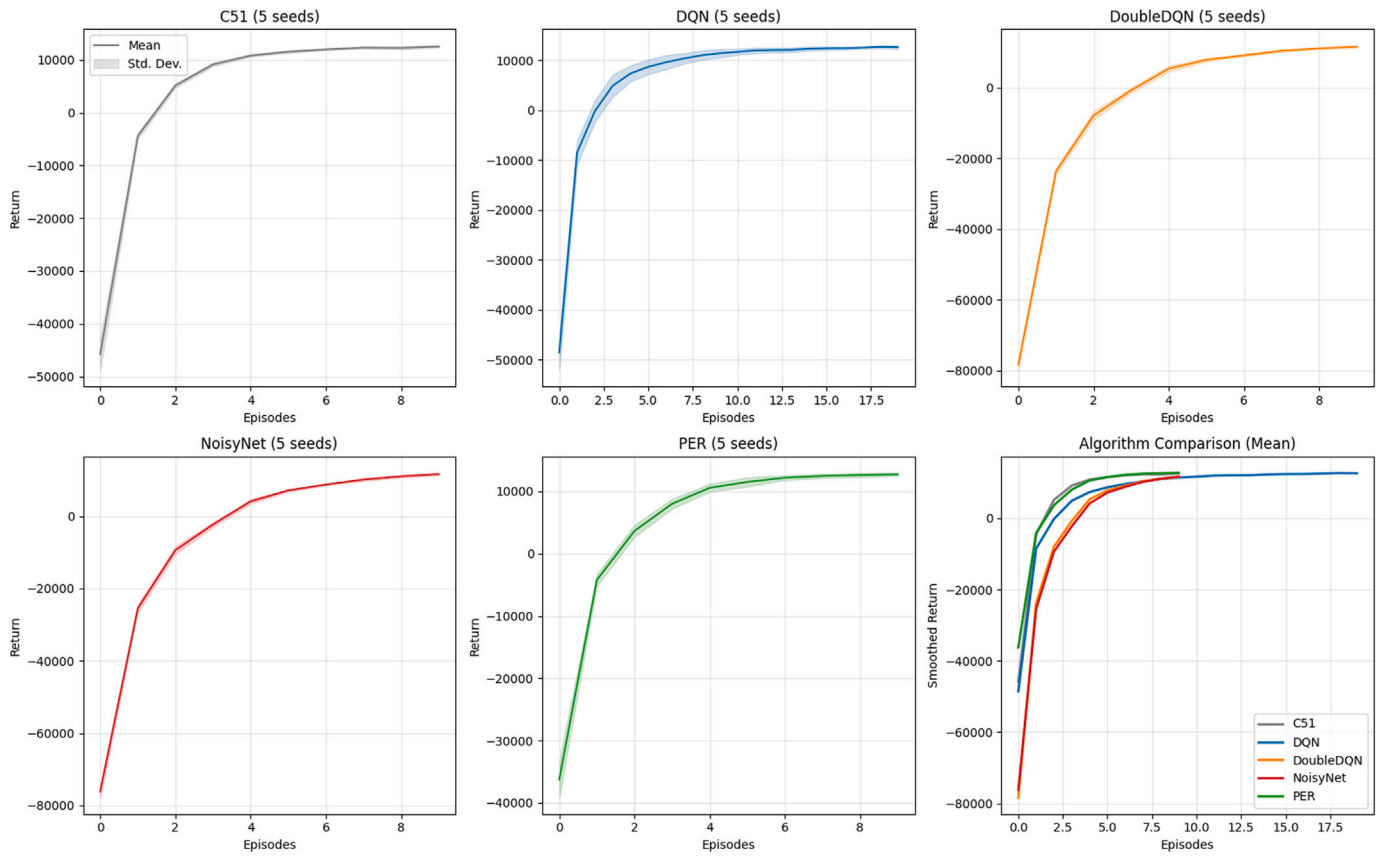 C51 (5 seeds)
Mean
Std. Dev.
10000
0
−10000
−20000
−30000
−40000
−50000
Return
0 2 4 6 8
Episodes
DQN (5 seeds)
10000
0
−10000
−20000
−30000
−40000
−50000
Return
0.0 2.5 5.0 7.5 10.0 12.5 15.0 17.5
Episodes
DoubleDQN (5 seeds)
0
−20000
−40000
−60000
−80000
Return
0 2 4 6 8
Episodes
NoisyNet (5 seeds)
0
−20000
−40000
−60000
−80000
Return
0 2 4 6 8
Episodes
PER (5 seeds)
10000
0
−10000
−20000
−30000
−40000
Return
0 2 4 6 8
Episodes
Algorithm Comparison (Mean)
0
−20000
−40000
−60000
−80000
Smoothed Return
C51
DQN
DoubleDQN
NoisyNet
PER
0.0 2.5 5.0 7.5 10.0 12.5 15.0 17.5
Episodes